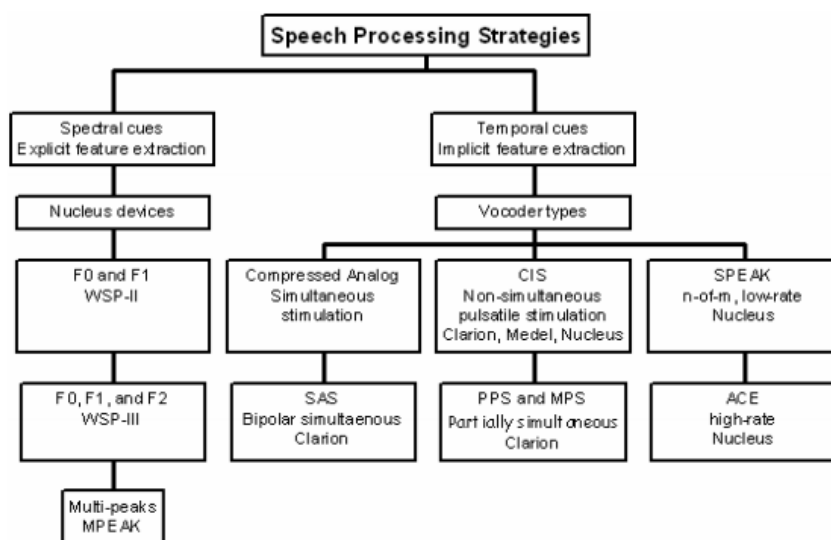 Speech Processing Strategies
Spectral cues
Explicit feature extraction
Temporal cues
Implicit feature extraction
Nucleus devices
Vocoder types
F0 and F1
WSP-II
Compressed Analog
Simultaneous
stimulation
CIS
Non-simultaneous
pulsatile stimulation
Clarion, Medel, Nucleus
SPEAK
n-of-m, low-rate
Nucleus
F0, F1, and F2
WSP-III
SAS
Bipolar simultaenous
Clarion
PPS and MPS
Partially simultaneous
Clarion
ACE
high-rate
Nucleus
Multi-peaks
MPEAK